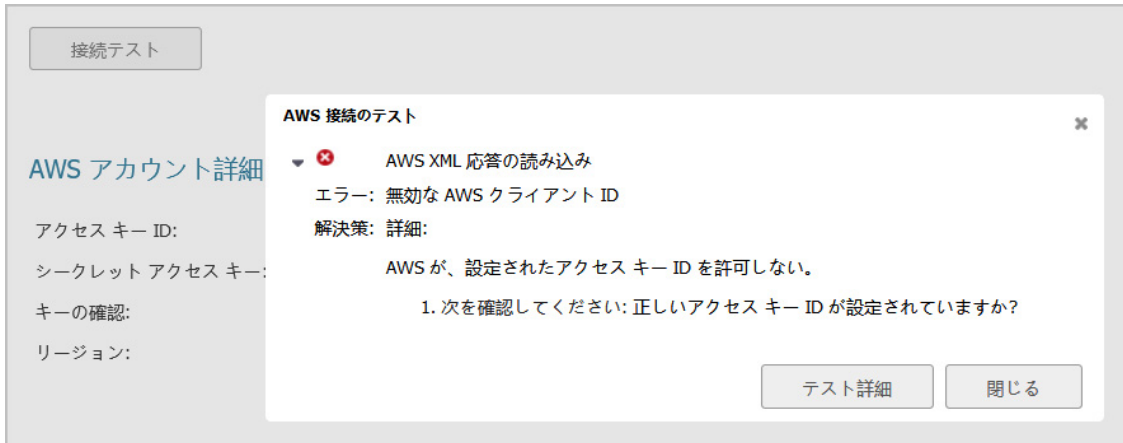 接続テスト
AWS 接続のテスト
AWS XML 応答の読み込み
エラー: 無効な AWS クライアント ID
解決策: 詳細:
AWS が、設定されたアクセス キー ID を許可しない。
1. 次を確認してください: 正しいアクセス キー ID が設定されていますか?
テスト詳細 閉じる
AWS アカウント詳細
アクセス キー ID:
シークレット アクセス キー:
キーの確認:
リージョン: